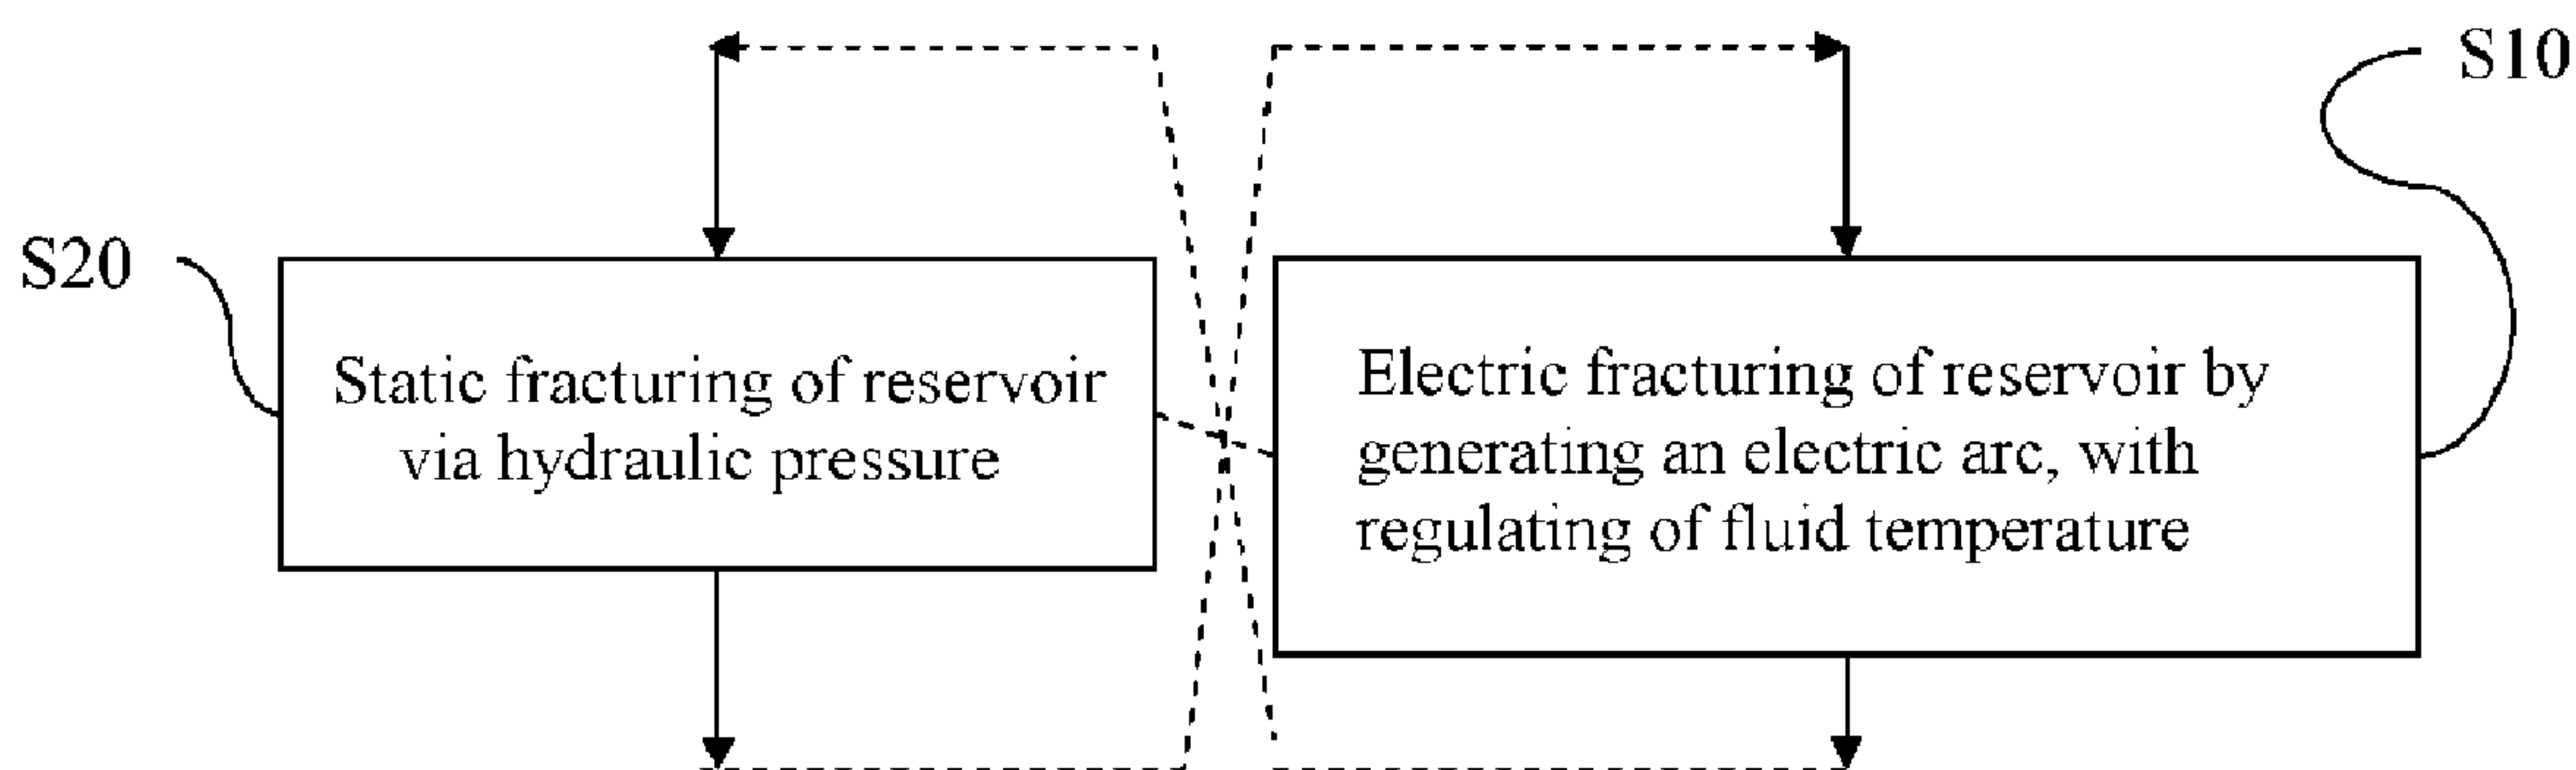 S10
S20
Static fracturing of reservoir
via hydraulic pressure
Electric fracturing of reservoir by
generating an electric arc, with
regulating of fluid temperature